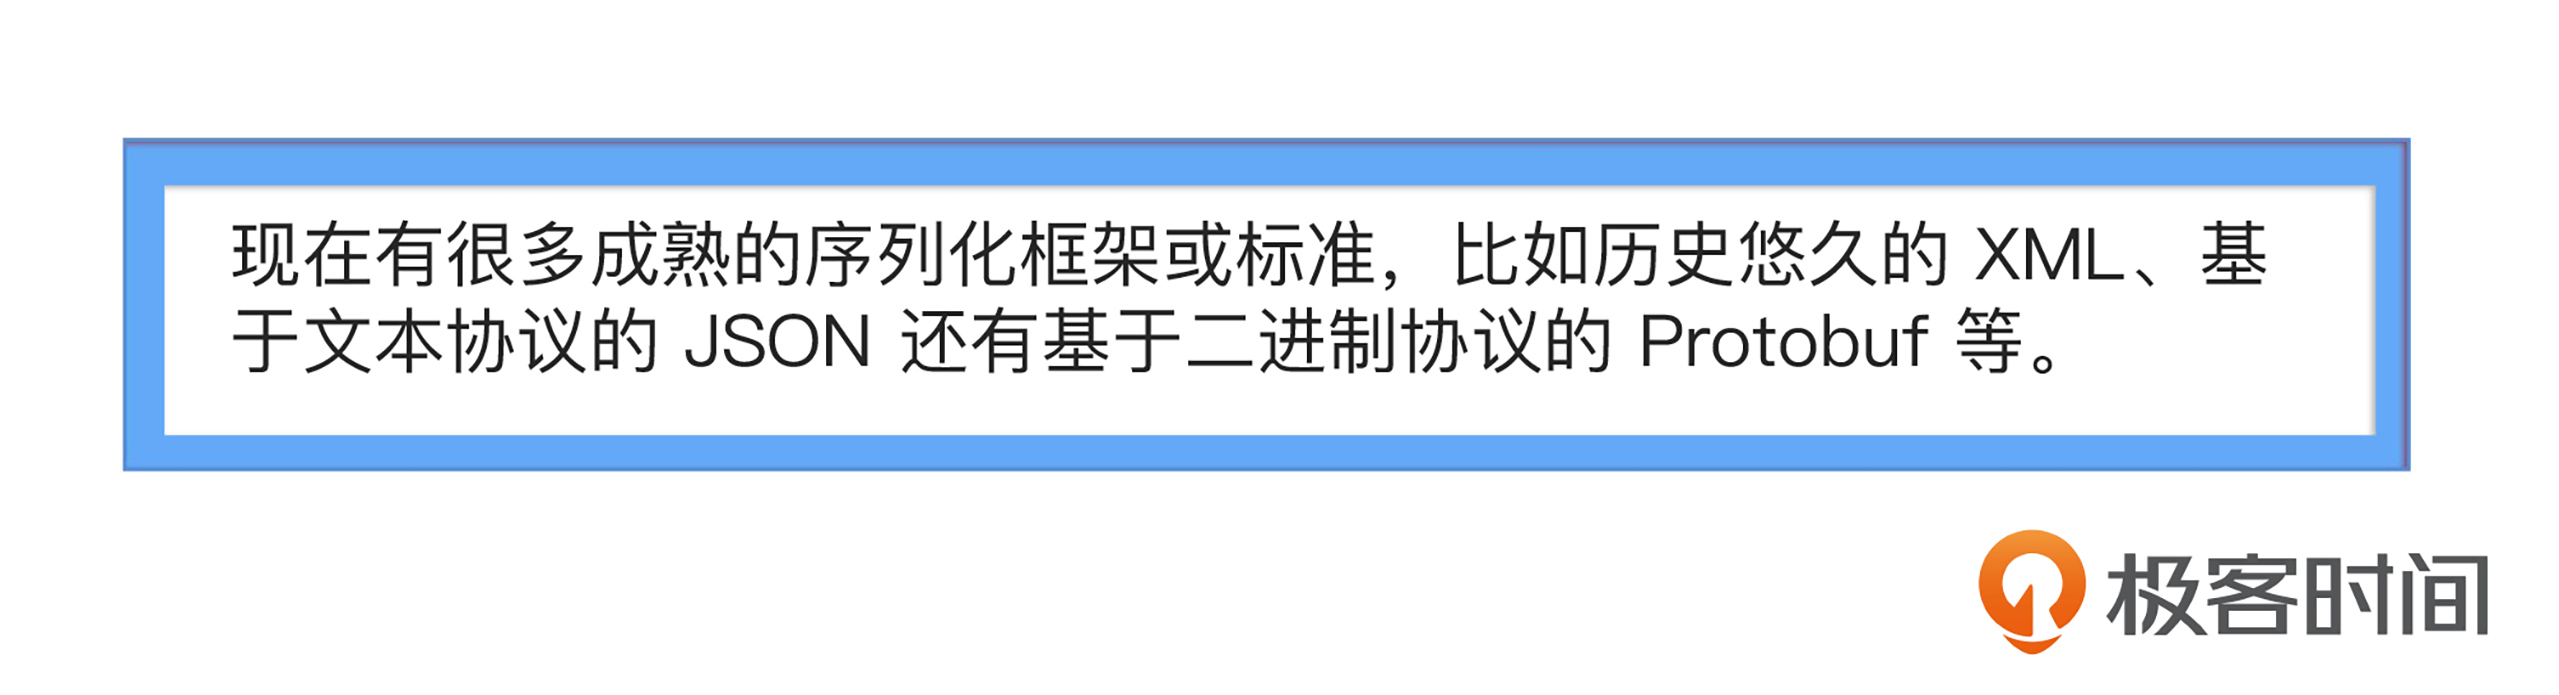 现在有很多成熟的序列化框架或标准，比如历史悠久的 XML、基
于文本协议的 JSON 还有基于二进制协议的 Protobuf 等。
极客时间